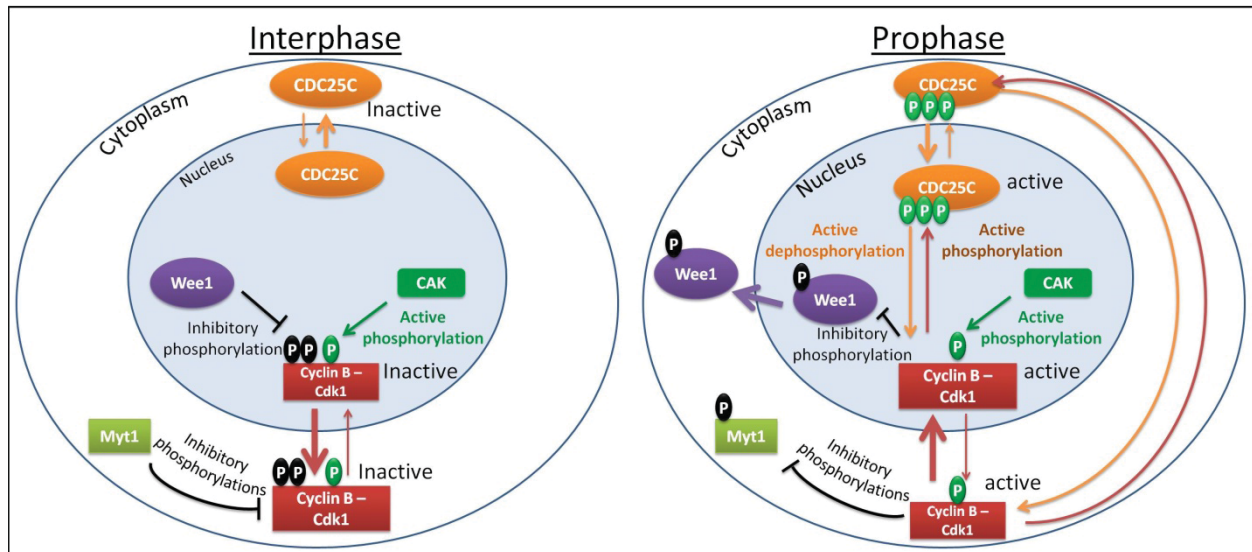 Interphase
Cytoplasm
CDC25C
Inactive
Nucleus
CDC25C
Wee1
CAK
Inhibitory
phosphorylation
Active
phosphorylation
P P P
Cyclin B –
Cdk1
Inactive
Myt1
Inhibitory
phosphorylations
P P P
Inactive
Cyclin B –
Cdk1
Prophase
Cytoplasm
CDC25C
P P P
Nucleus
CDC25C
active
P P P
Active
dephosphorylation
Active
phosphorylation
P
Wee1
P
Wee1
CAK
Inhibitory
phosphorylation
Active
phosphorylation
P
Cyclin B –
Cdk1
active
P
Myt1
Inhibitory
phosphorylations
P
active
Cyclin B –
Cdk1